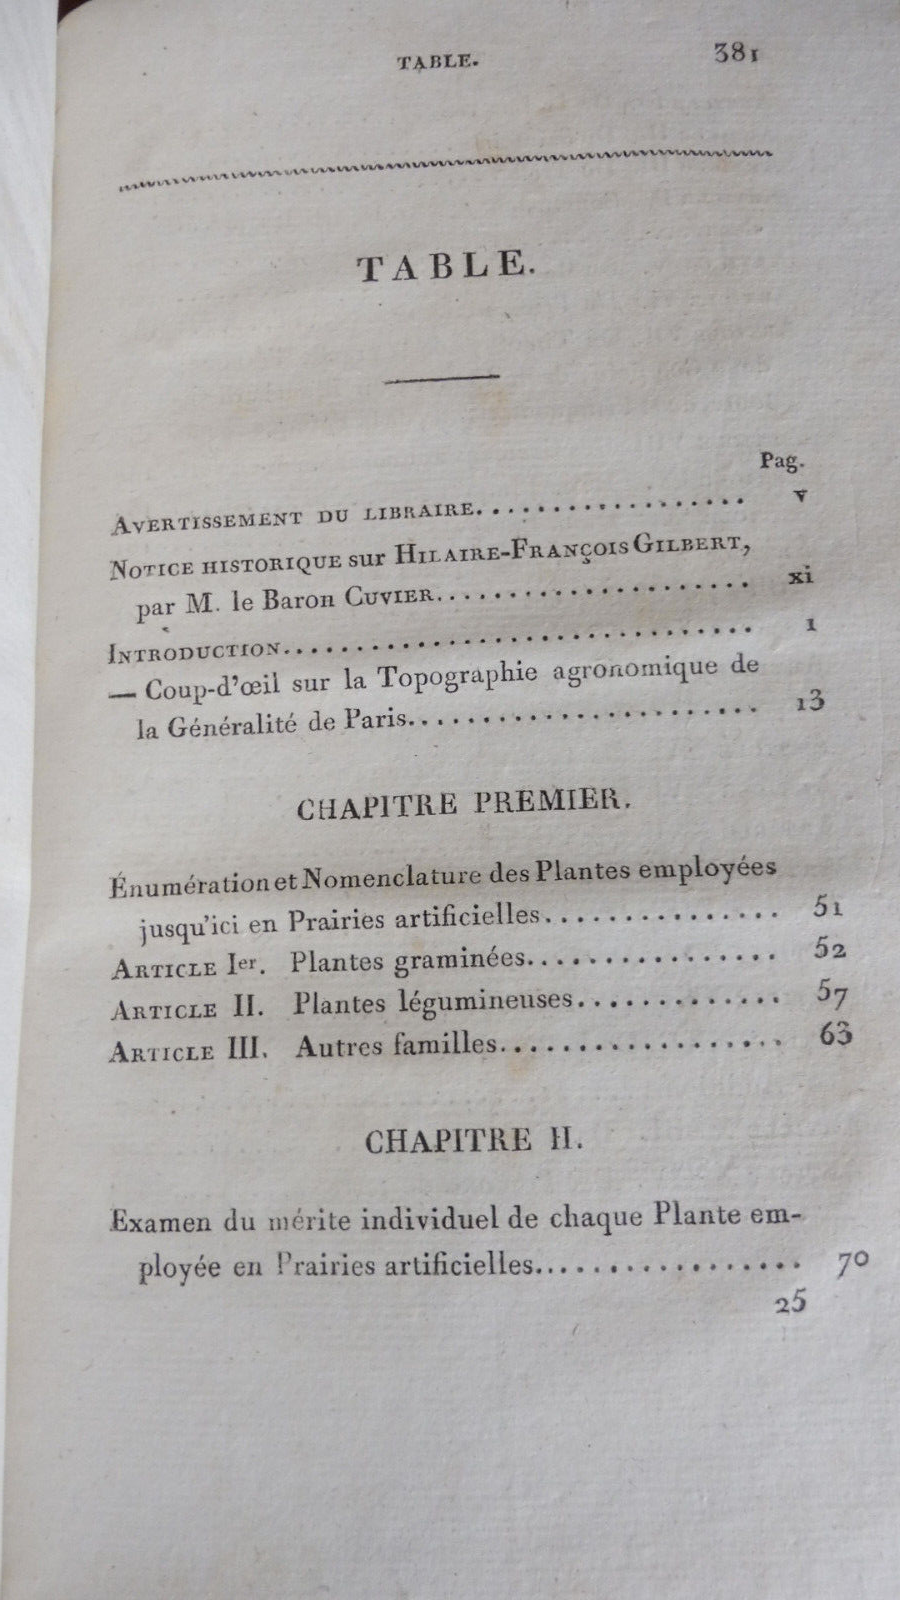 TABLE. 381
TABLE.
Pag.
AVERTISSEMENT DU LIBRAIRE.................. v
NOTICE HISTORIQUE sur HILAIRE-FRANÇOIS GILBERT,
par M. le Baron CUVIER...................... xi
INTRODUCTION................................ 1
— Coup-d'œil sur la Topographie agronomique de
la Généralité de Paris........................ 13
CHAPITRE PREMIER.
Énumération et Nomenclature des Plantes employées
jusqu'ici en Prairies artificielles............... 51
ARTICLE Ier. Plantes graminées................ 52
ARTICLE II. Plantes légumineuses............. 57
ARTICLE III. Autres familles.................. 63
CHAPITRE II.
Examen du mérite individuel de chaque Plante em-
ployée en Prairies artificielles................. 70
25